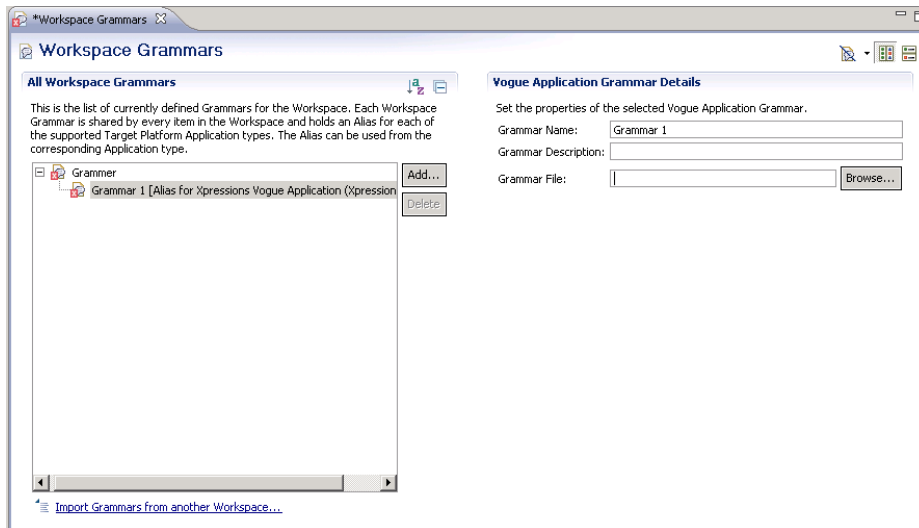 *Workspace Grammars
Workspace Grammars
All Workspace Grammars
This is the list of currently defined Grammars for the Workspace. Each Workspace
Grammar is shared by every item in the Workspace and holds an Alias for each of
the supported Target Platform Application types. The Alias can be used from the
corresponding Application type.
Grammer
Grammar 1 [Alias for Xpressions Vogue Application (Xpression
Add...
Delete
Import Grammars from another Workspace...
Vogue Application Grammar Details
Set the properties of the selected Vogue Application Grammar.
Grammar Name: Grammar 1
Grammar Description:
Grammar File: Browse...